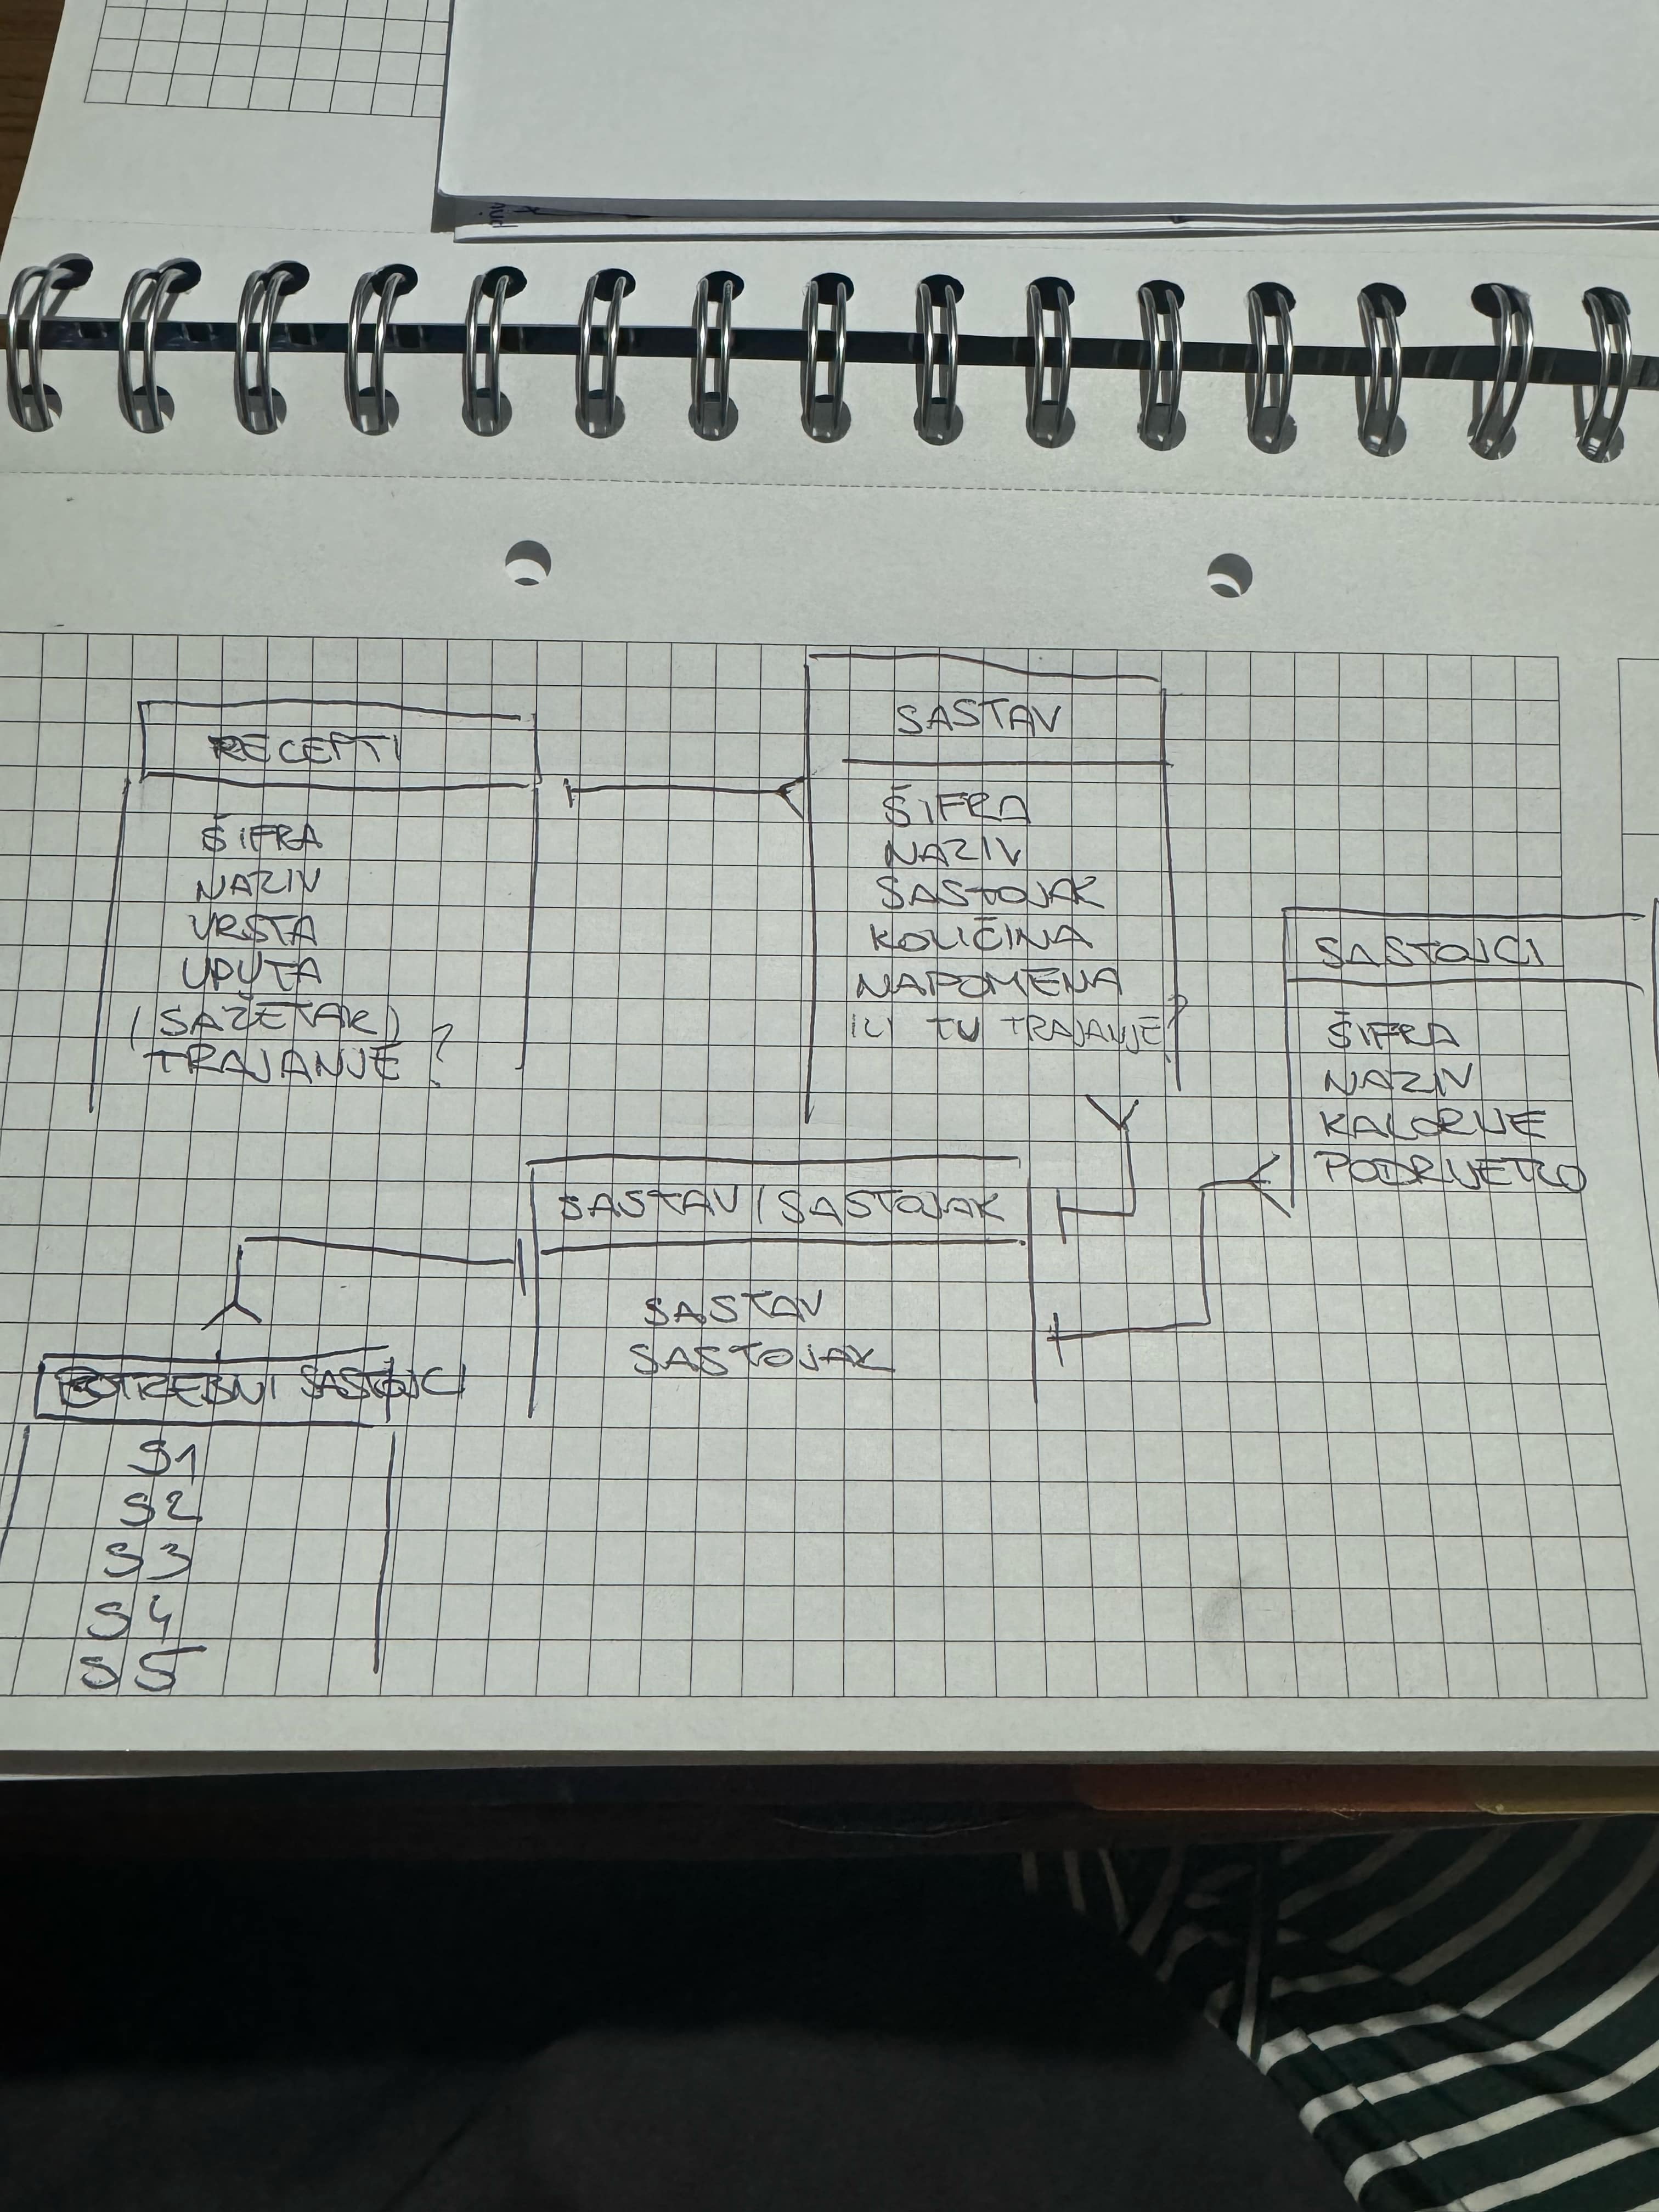 RECEPTI
ŠIFRA
NAZIV
VRSTA
UPUTA
(SAŽETAK)
TRAJANJE ?
SASTAV
ŠIFRA
NAZIV
SASTOJAK
KOLIČINA
NAPOMENA
ILI TU TRAJANJE?
SASTOJCI
ŠIFRA
NAZIV
KALORIJE
PODRIJETLO
SASTAV / SASTOJAK
SASTAV
SASTOJAK
POTREBNI SASTOJCI
S1
S2
S3
S4
S5